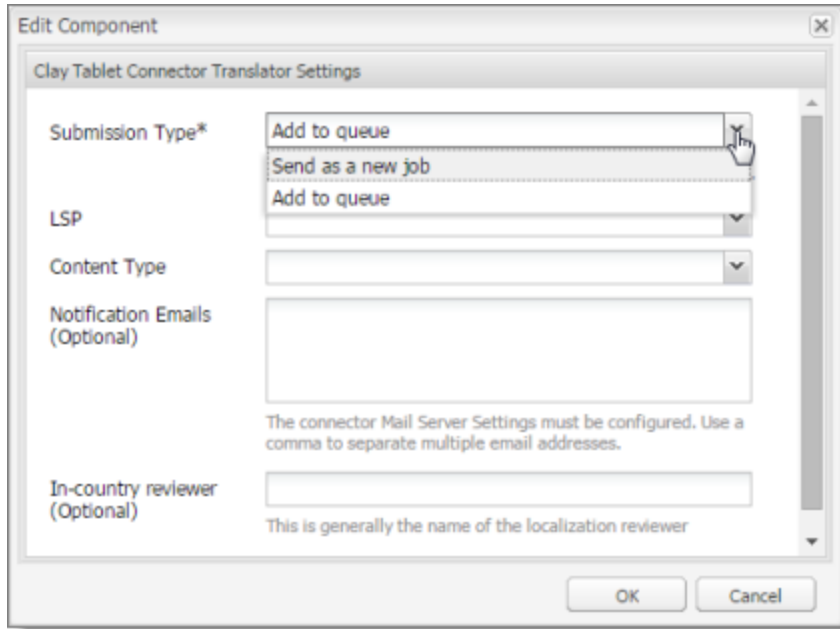 Edit Component
Clay Tablet Connector Translator Settings
Submission Type*
Add to queue
Send as a new job
Add to queue
LSP
Content Type
Notification Emails
(Optional)
The connector Mail Server Settings must be configured. Use a
comma to separate multiple email addresses.
In-country reviewer
(Optional)
This is generally the name of the localization reviewer
OK
Cancel